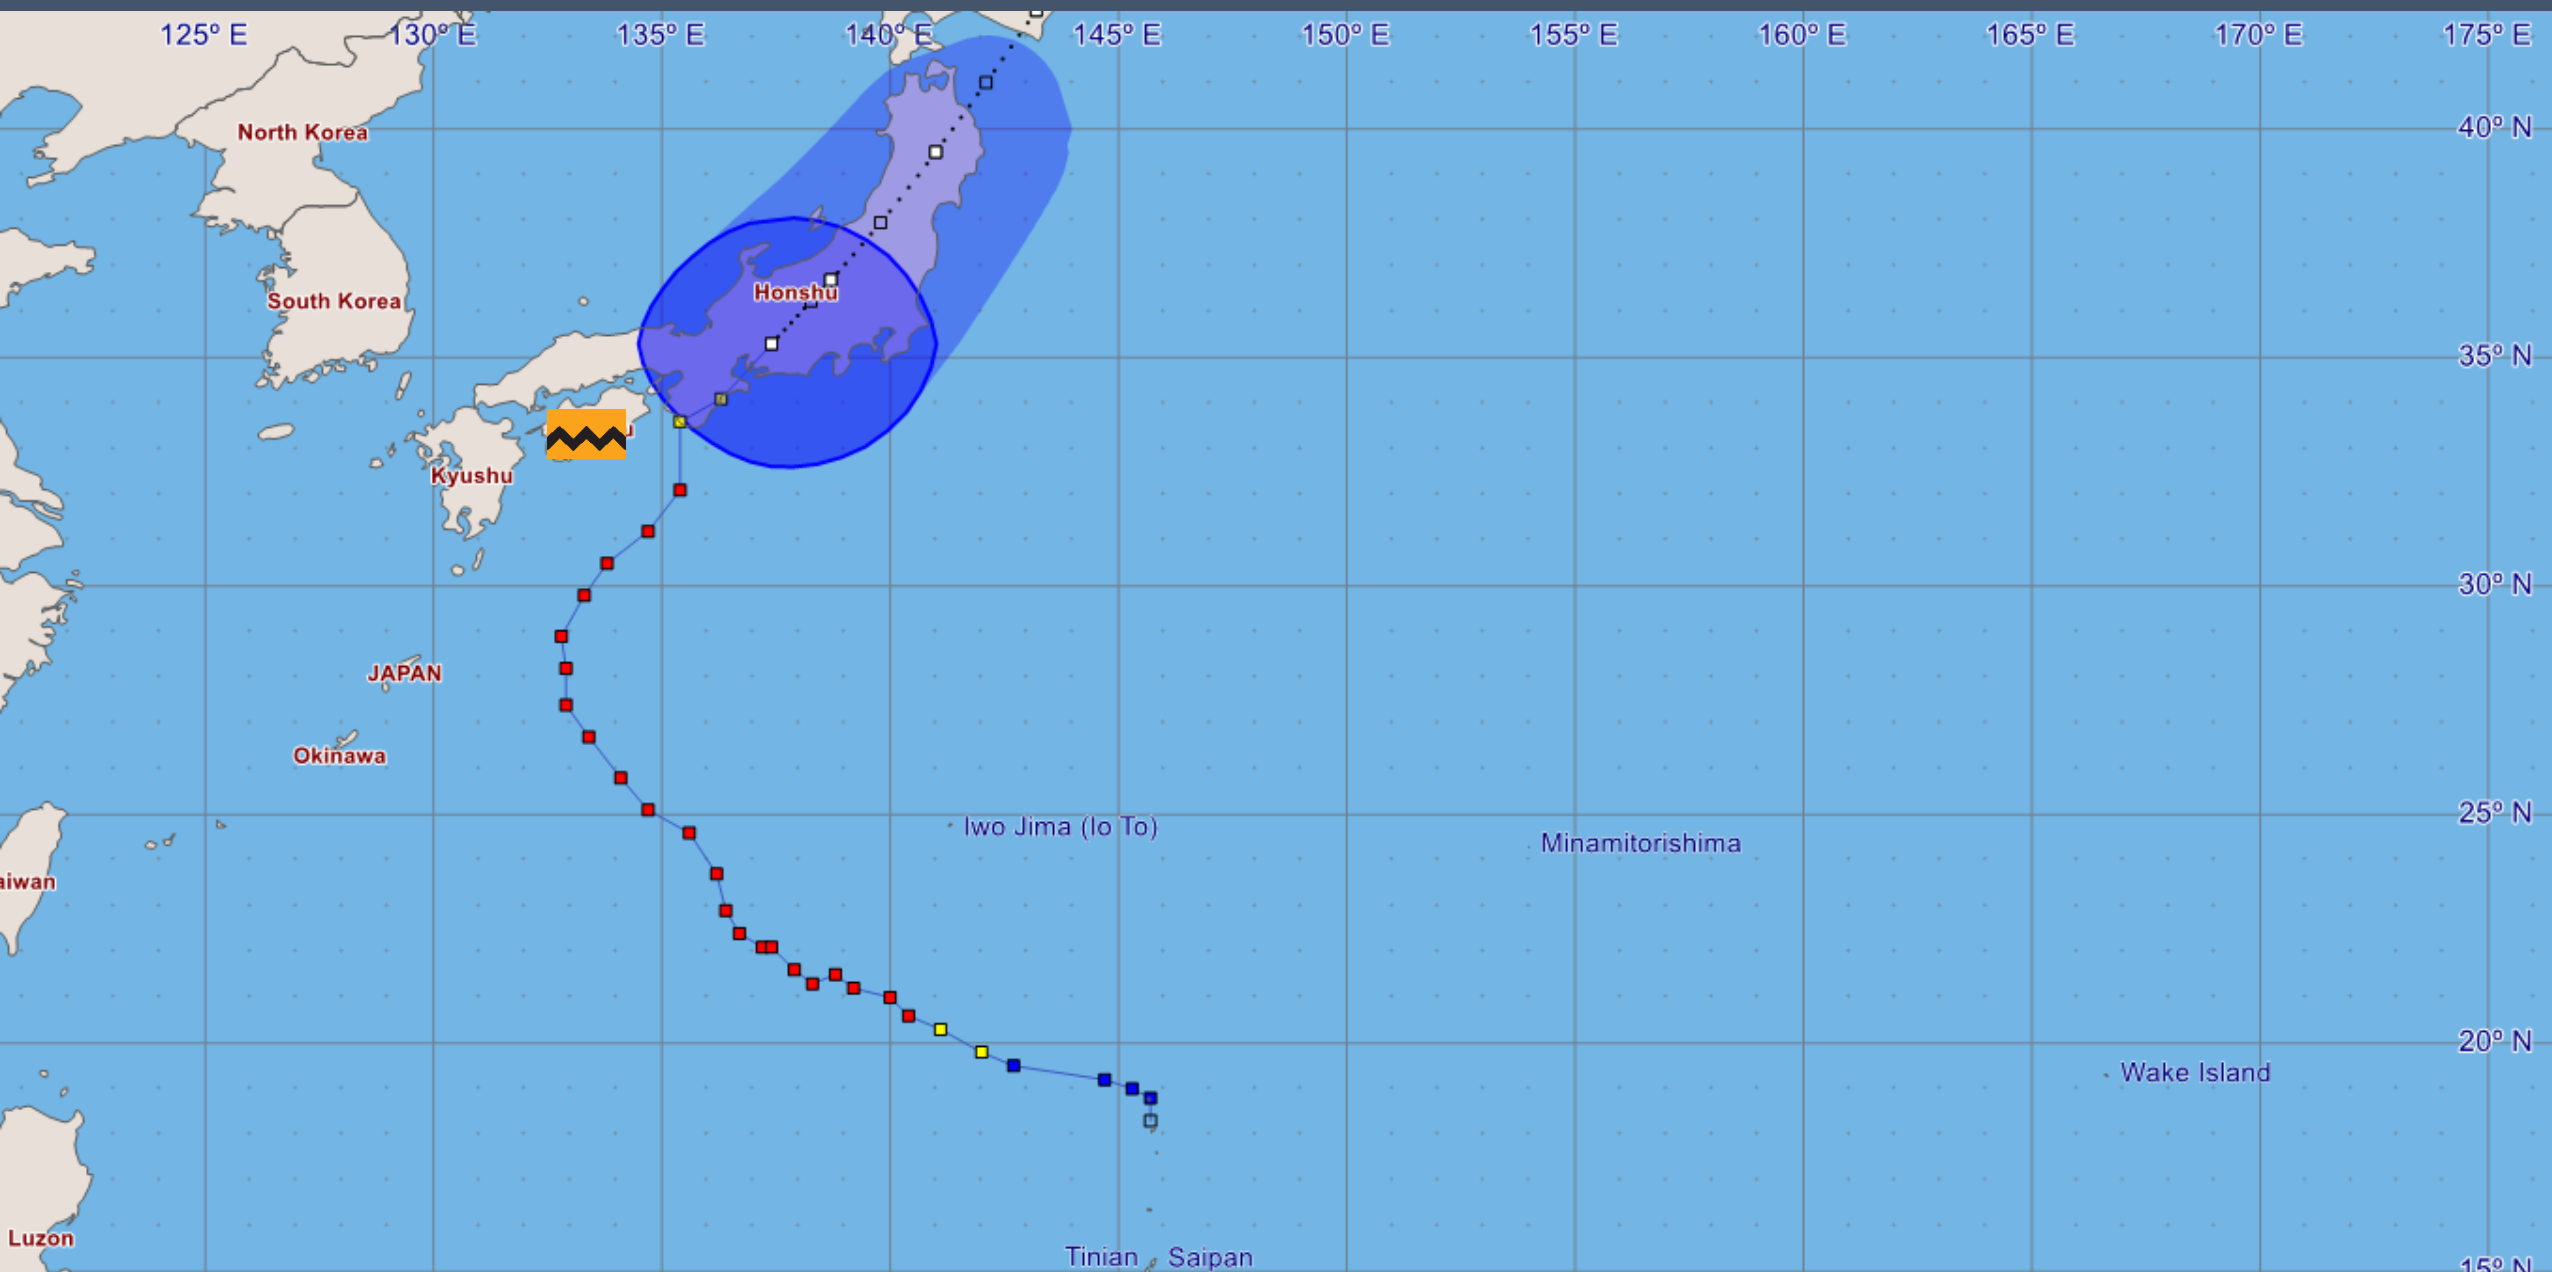 125° E 130° E 135° E 140° E 145° E 150° E 155° E 160° E 165° E 170° E 175° E
40° N
North Korea
Honshu
South Korea
35° N
Kyushu
30° N
JAPAN
Okinawa
25° N
Iwo Jima (Io To)
Minamitorishima
aiwan
20° N
Wake Island
Luzon
Tinian Saipan
15° N